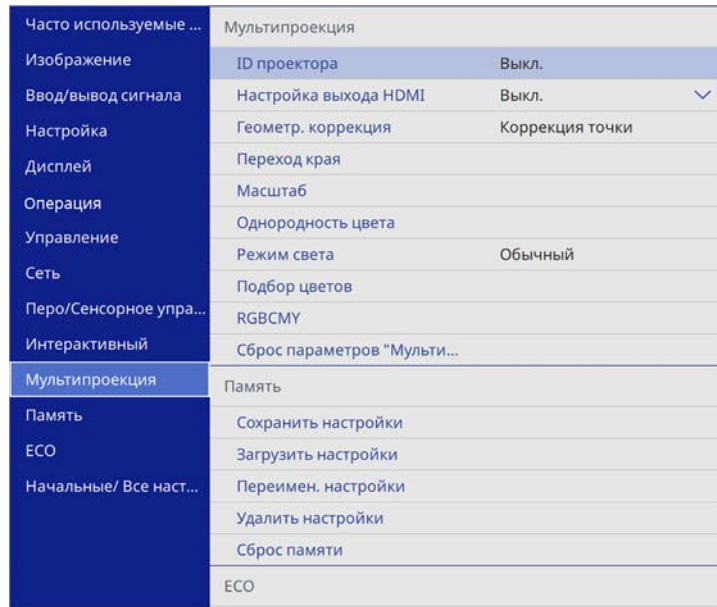 Часто используемые ...
Изображение
Ввод/вывод сигнала
Настройка
Дисплей
Операция
Управление
Сеть
Перо/Сенсорное упра...
Интерактивный
Мультипроекция
Память
ECO
Начальные/ Все наст...
Мультипроекция
ID проектора Выкл.
Настройка выхода HDMI Выкл.
Геометр. коррекция Коррекция точки
Переход края
Масштаб
Однородность цвета
Режим света Обычный
Подбор цветов
RGBCMY
Сброс параметров "Мульти...
Память
Сохранить настройки
Загрузить настройки
Переимен. настройки
Удалить настройки
Сброс памяти
ECO